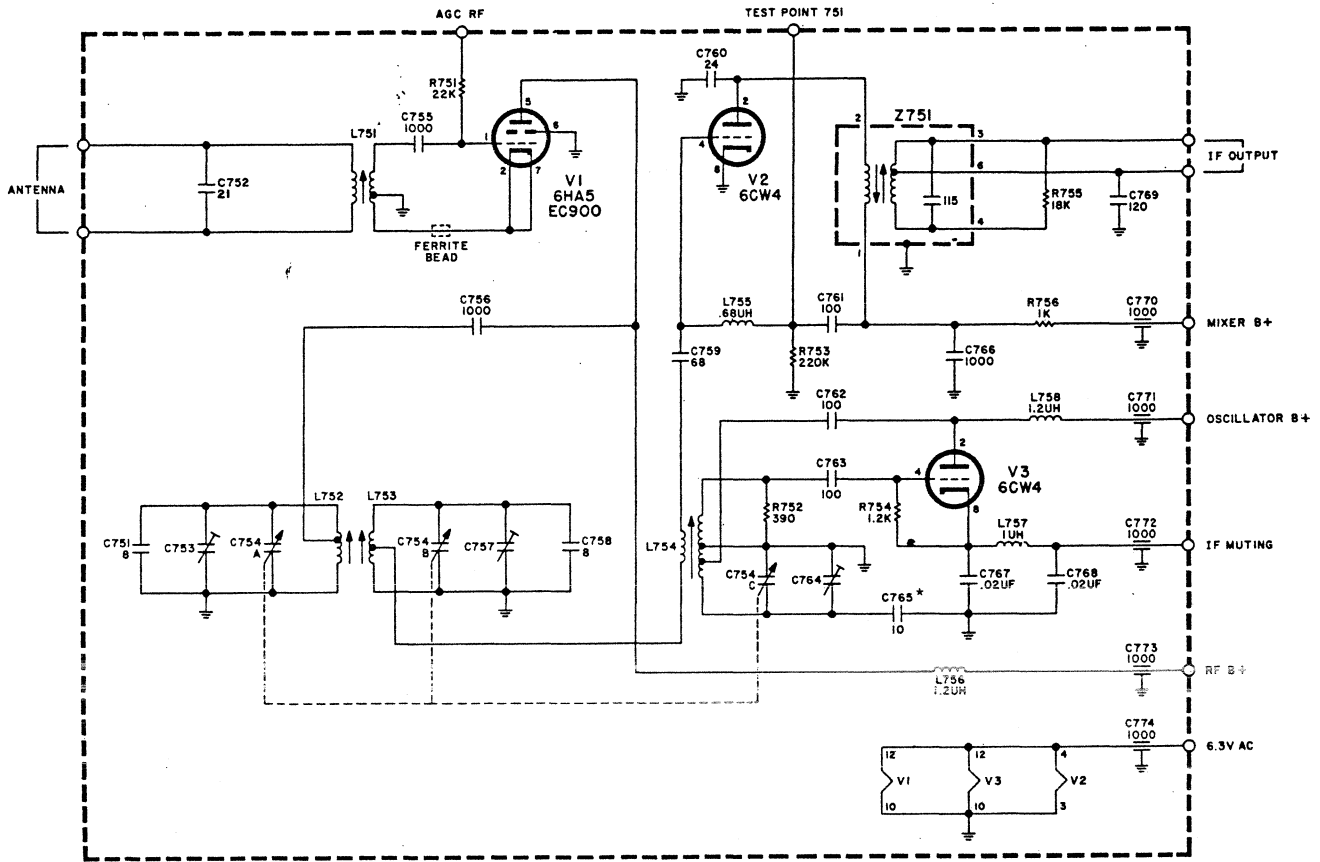 AGC RF
TEST POINT 751
C760
24
R751
22K
5
2
L751
C755
1000
1
6
4
2
Z751
3
IF OUTPUT
6
ANTENNA
C752
21
2
7
V1
6HA5
EC900
8
V2
6CW4
115
R755
18K
C769
120
4
FERRITE
BEAD
1
C756
1000
L755
.68UH
C761
100
R756
1K
C770
1000
MIXER B+
C759
68
R753
220K
C766
1000
C762
100
L758
1.2UH
C771
1000
OSCILLATOR B+
2
C763
100
4
V3
6CW4
L752
L753
R752
390
R754
1.2K
8
L757
1UH
C772
1000
IF MUTING
C751
8
C753
C754
A
C754
B
C757
C758
8
L754
C754
C
C764
C767
.02UF
C768
.02UF
C765*
10
C773
1000
RF B+
L756
1.2UH
C774
1000
6.3V AC
12
12
4
V1
V3
V2
10
10
3